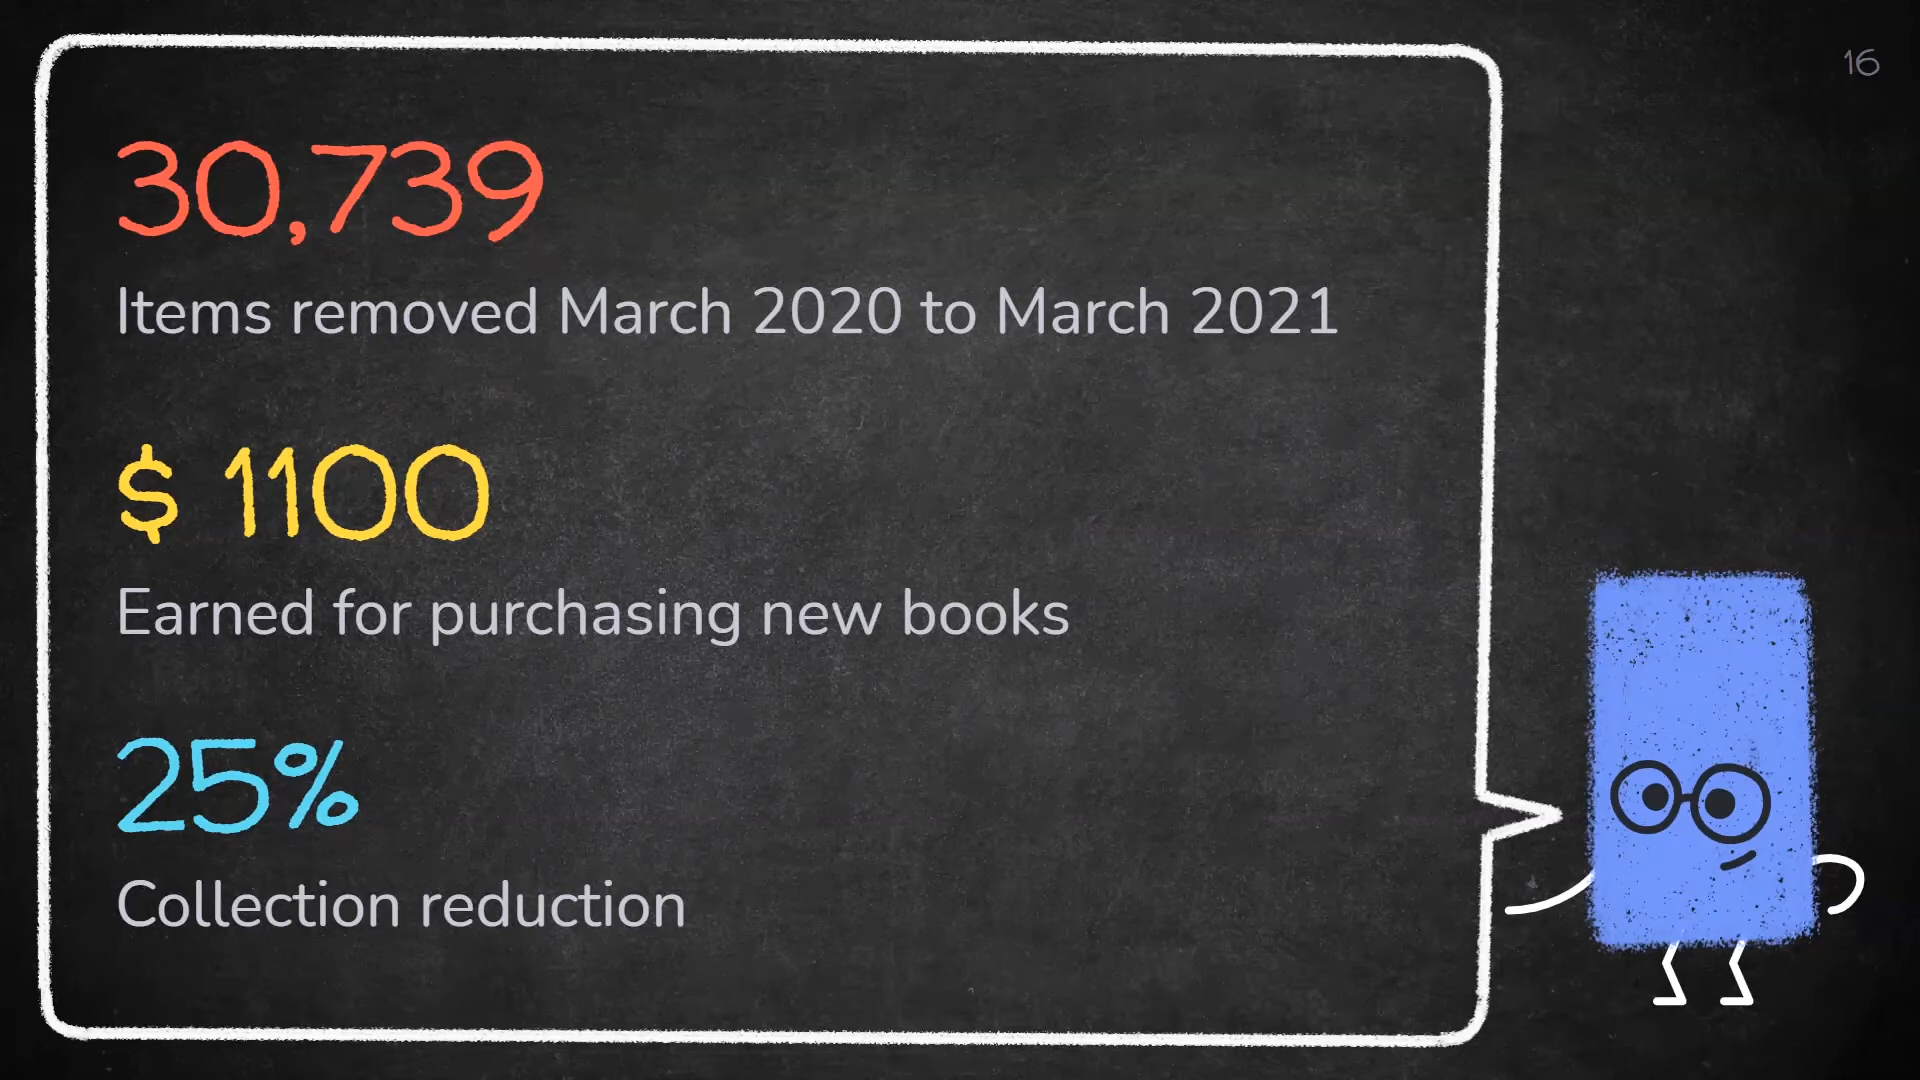 16
30,739
Items removed March 2020 to March 2021
$ 1100
Earned for purchasing new books
25%
Collection reduction